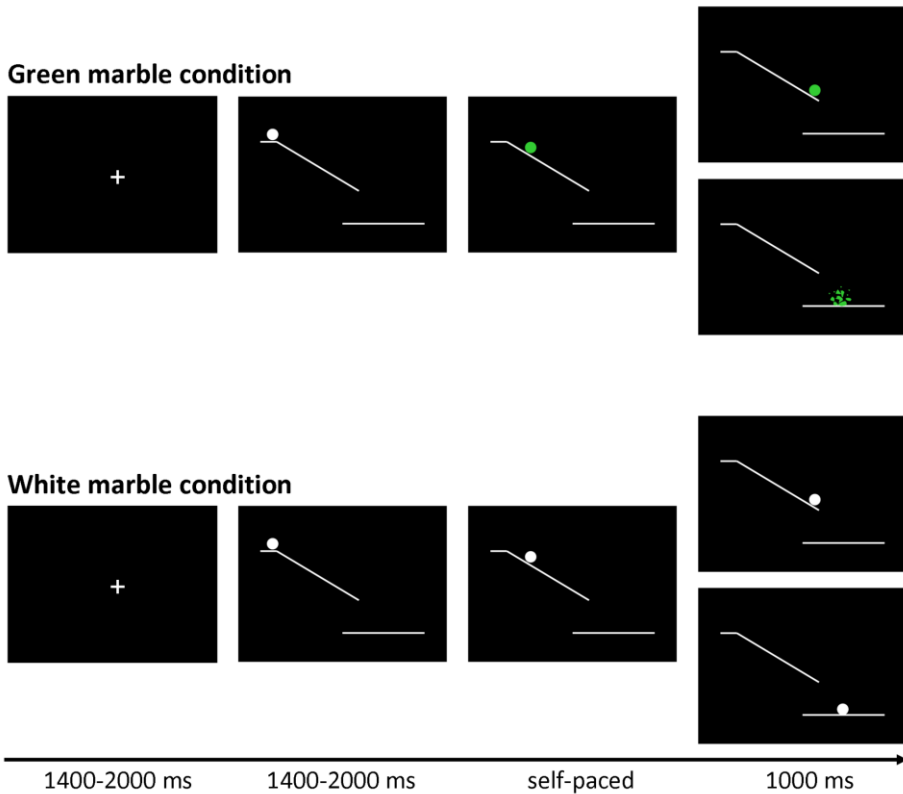 Green marble condition
White marble condition
1400-2000 ms 1400-2000 ms self-paced 1000 ms